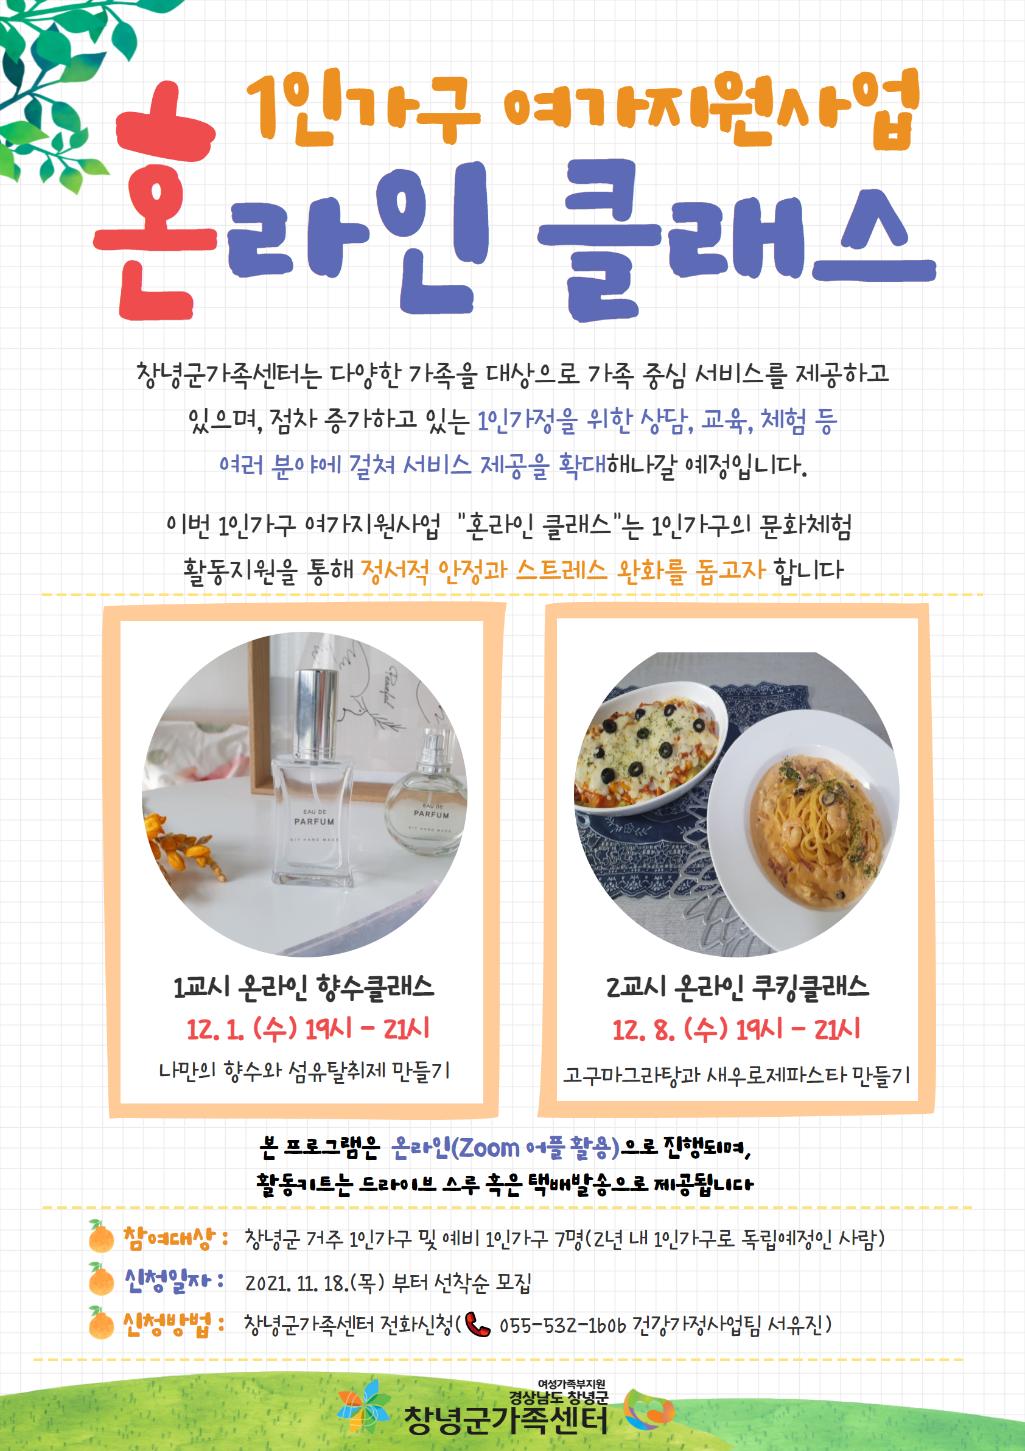 1인가구 여가지원사업
혼라인 클래스
창녕군가족센터는 다양한 가족을 대상으로 가족 중심 서비스를 제공하고
있으며, 점차 증가하고 있는 1인가정을 위한 상담, 교육, 체험 등
여러 분야에 걸쳐 서비스 제공을 확대해나갈 예정입니다.
이번 1인가구 여가지원사업 "혼라인 클래스"는 1인가구의 문화체험
활동지원을 통해 정서적 안정과 스트레스 완화를 돕고자 합니다
EAU DE
PARFUM
EAU DE
PARFUM
1교시 온라인 향수클래스
12. 1. (수) 19시 - 21시
나만의 향수와 섬유탈취제 만들기
2교시 온라인 쿠킹클래스
12. 8. (수) 19시 - 21시
고구마그라탕과 새우로제파스타 만들기
본 프로그램은 온라인(Zoom 어플 활용)으로 진행되며,
활동키트는 드라이브 스루 혹은 택배발송으로 제공됩니다
참여대상 : 창녕군 거주 1인가구 및 예비 1인가구 7명(2년 내 1인가구로 독립예정인 사람)
신청일자 : 2021. 11. 18.(목) 부터 선착순 모집
신청방법 : 창녕군가족센터 전화신청( 055-532-1606 건강가정사업팀 서유진)
여성가족부지원
경상남도 창녕군
창녕군가족센터